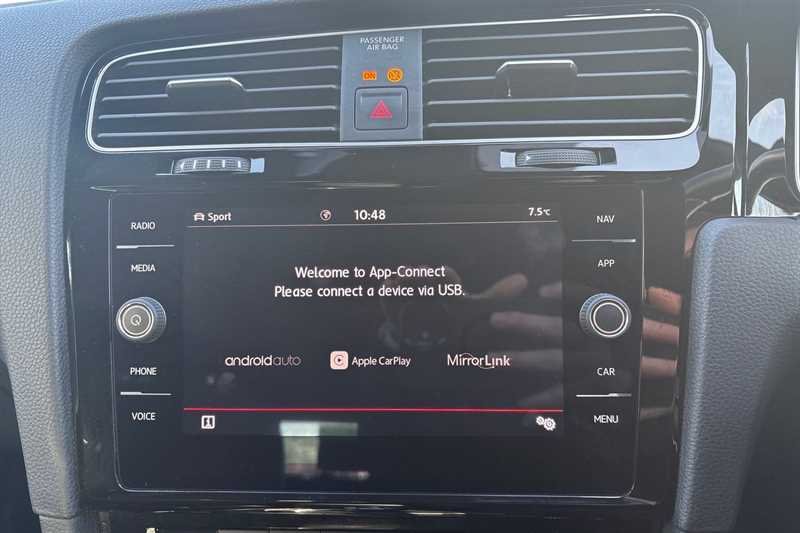 PASSENGER
AIR BAG
ON
Sport 10:48 7.5°C
RADIO
MEDIA
PHONE
VOICE
Welcome to App-Connect
Please connect a device via USB.
androidauto Apple CarPlay MirrorLink
NAV
APP
CAR
MENU